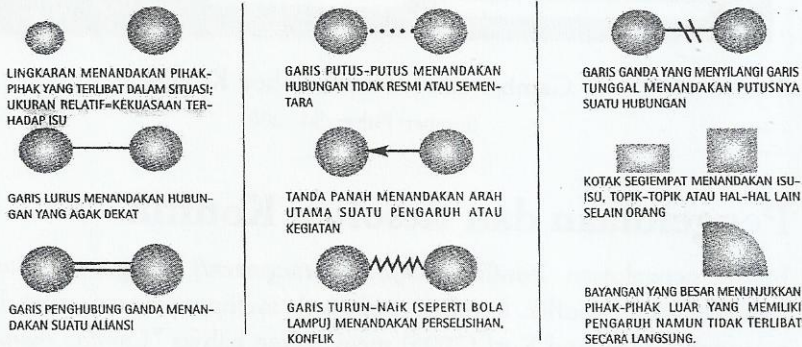 LINGKARAN MENANDAKAN PIHAK-
PIHAK YANG TERLIBAT DALAM SITUASI;
UKURAN RELATIF=KEKUASAAN TER-
HADAP ISU
GARIS LURUS MENANDAKAN HUBUN-
GAN YANG AGAK DEKAT
GARIS PENGHUBUNG GANDA MENAN-
DAKAN SUATU ALIANSI
GARIS PUTUS-PUTUS MENANDAKAN
HUBUNGAN TIDAK RESMI ATAU SEMEN-
TARA
TANDA PANAH MENANDAKAN ARAH
UTAMA SUATU PENGARUH ATAU
KEGIATAN
GARIS TURUN-NAIK (SEPERTI BOLA
LAMPU) MENANDAKAN PERSELISIHAN,
KONFLIK
GARIS GANDA YANG MENYILANGI GARIS
TUNGGAL MENANDAKAN PUTUSNYA
SUATU HUBUNGAN
KOTAK SEGIEMPAT MENANDAKAN ISU-
ISU, TOPIK-TOPIK ATAU HAL-HAL LAIN
SELAIN ORANG
BAYANGAN YANG BESAR MENUNJUKKAN
PIHAK-PIHAK LUAR YANG MEMILIKI
PENGARUH NAMUN TIDAK TERLIBAT
SECARA LANGSUNG.